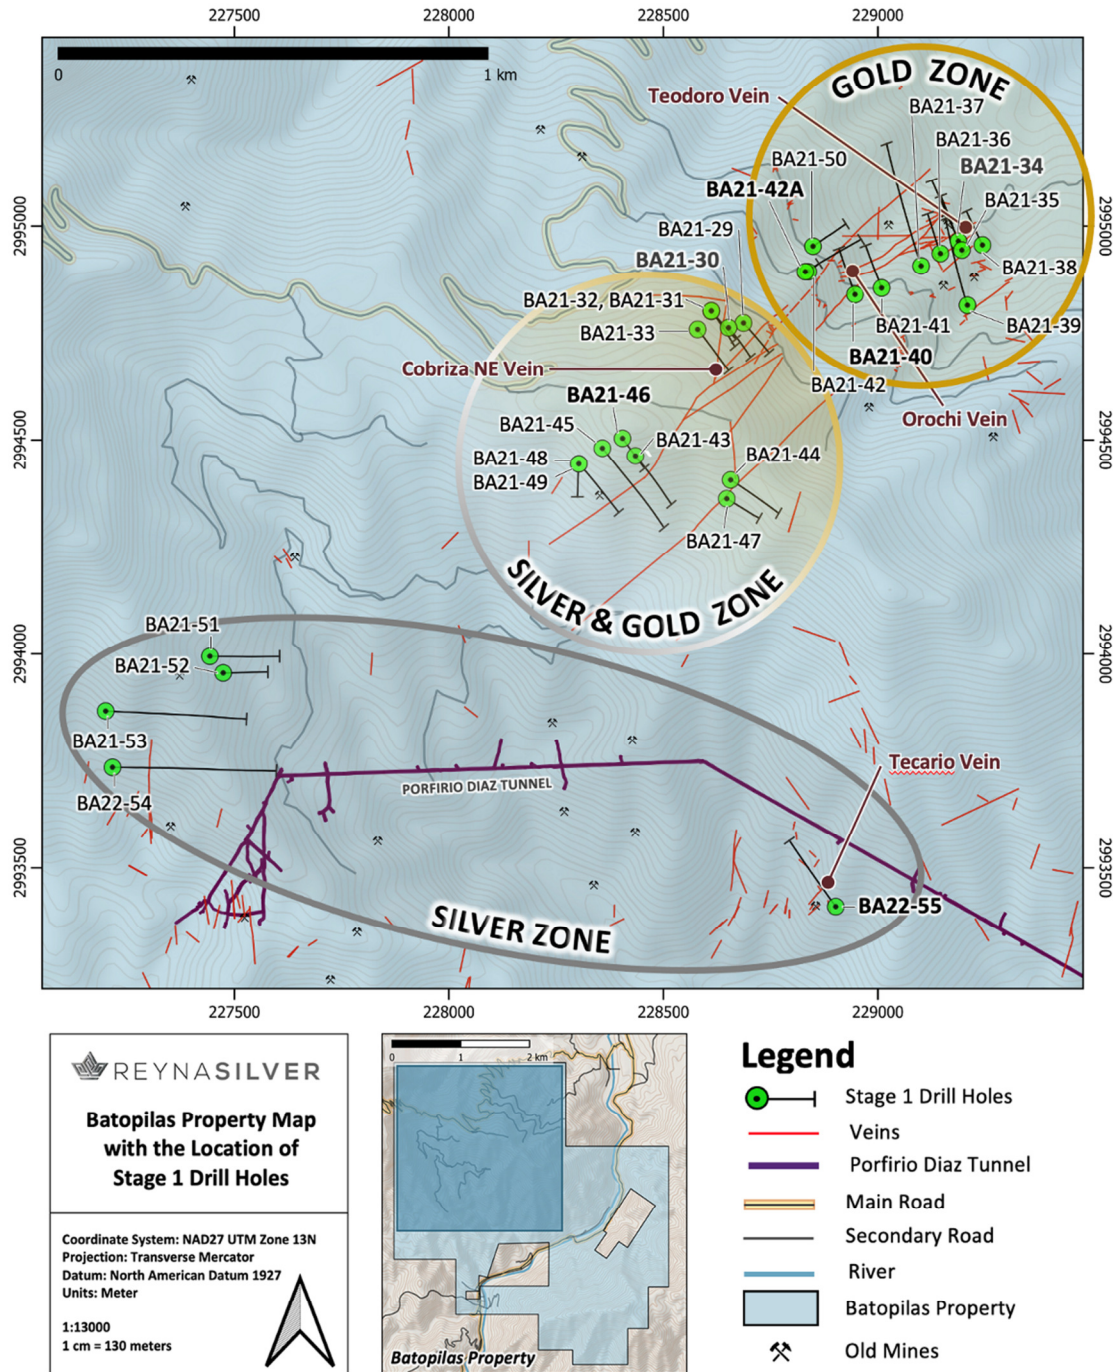 227500
228000
228500
229000
0
1 km
GOLD ZONE
Teodoro Vein
BA21-37
BA21-36
BA21-50
BA21-34
BA21-42A
BA21-35
2995000
2995000
BA21-29
BA21-30
BA21-38
BA21-32, BA21-31
BA21-33
BA21-41
BA21-39
BA21-40
Cobriza NE Vein
BA21-42
BA21-46
Orochi Vein
BA21-45
BA21-43
2994500
2994500
BA21-48
BA21-44
BA21-49
BA21-47
SILVER & GOLD ZONE
BA21-51
2994000
2994000
BA21-52
BA21-53
Tecario Vein
PORFIRIO DIAZ TUNNEL
BA22-54
2993500
2993500
BA22-55
SILVER ZONE
227500
228000
228500
229000
REYNASILVER
Batopilas Property Map
with the Location of
Stage 1 Drill Holes
Coordinate System: NAD27 UTM Zone 13N
Projection: Transverse Mercator
Datum: North American Datum 1927
Units: Meter
1:13000
1 cm = 130 meters
0
1
2 km
Batopilas Property
Legend
Stage 1 Drill Holes
Veins
Porfirio Diaz Tunnel
Main Road
Secondary Road
River
Batopilas Property
Old Mines